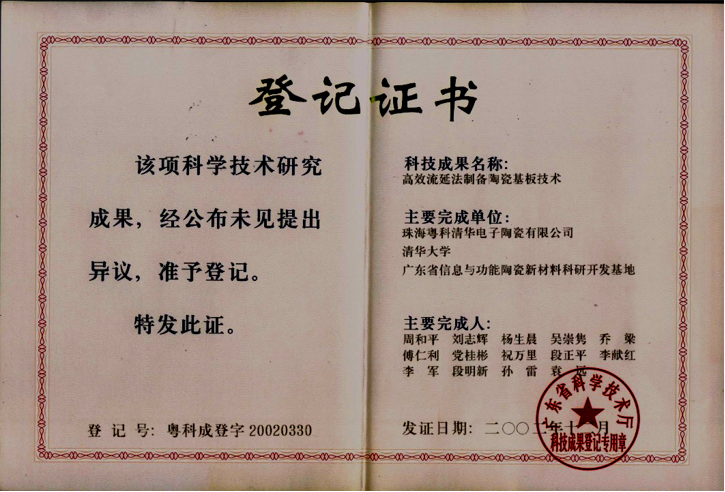 登记证书
该项科学技术研究
成果，经公布未见提出
异议，准予登记。
特发此证。
登 记 号：粤科成登字 20020330
科技成果名称：
高效流延法制备陶瓷基板技术
主要完成单位：
珠海粤科清华电子陶瓷有限公司
清华大学
广东省信息与功能陶瓷新材料科研开发基地
主要完成人：
周和平 刘志辉 杨生晨 吴崇隽 乔 梁
傅仁利 党桂彬 祝万里 段正平 李献红
李 军 段明新 孙 雷 袁 远
发证日期：二〇〇二年十 月
东省科学技术厅
科技成果登记专用章